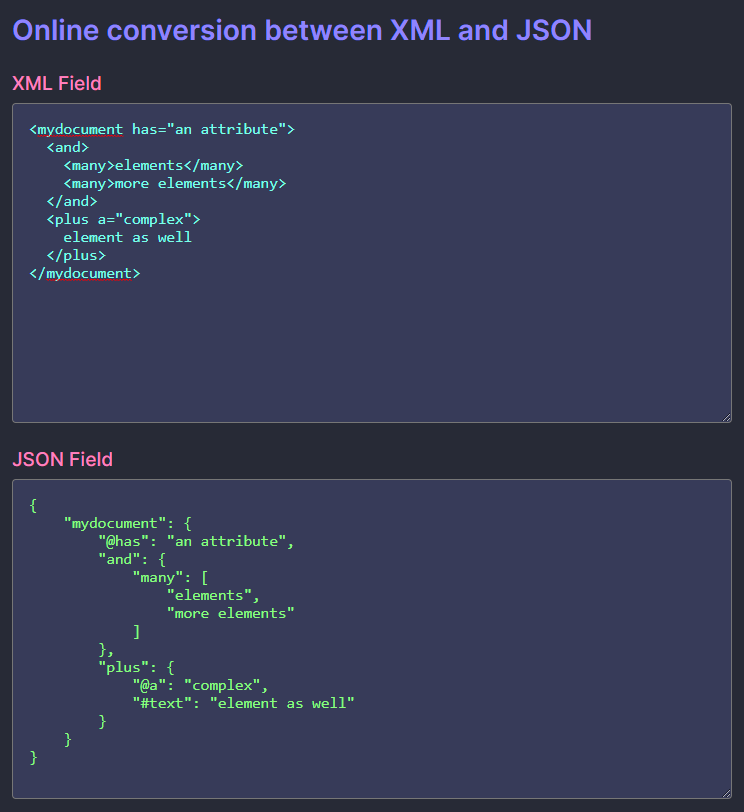 Online conversion between XML and JSON
XML Field
<mydocument has="an attribute">
  <and>
    <many>elements</many>
    <many>more elements</many>
  </and>
  <plus a="complex">
    element as well
  </plus>
</mydocument>
JSON Field
{
    "mydocument": {
        "@has": "an attribute",
        "and": {
            "many": [
                "elements",
                "more elements"
            ]
        },
        "plus": {
            "@a": "complex",
            "#text": "element as well"
        }
    }
}